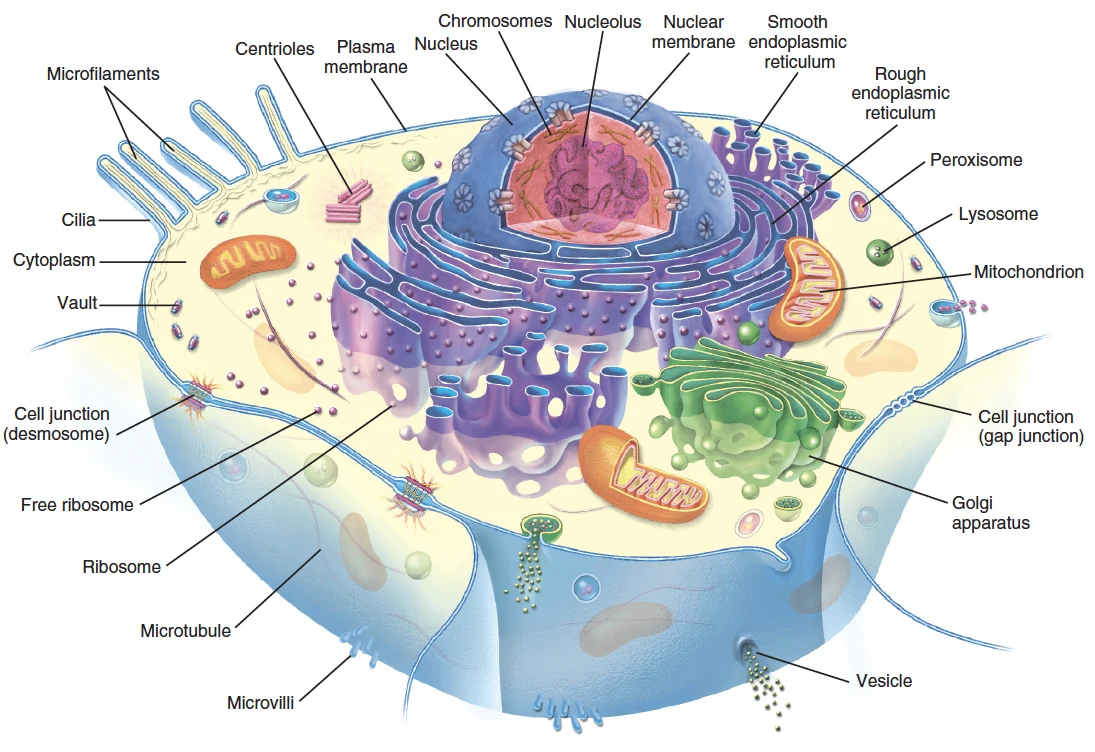 Chromosomes
Nucleolus
Nuclear
membrane
Smooth
endoplasmic
reticulum
Centrioles
Plasma
membrane
Nucleus
Microfilaments
Rough
endoplasmic
reticulum
Peroxisome
Cilia
Lysosome
Cytoplasm
Mitochondrion
Vault
Cell junction
(desmosome)
Cell junction
(gap junction)
Free ribosome
Golgi
apparatus
Ribosome
Microtubule
Vesicle
Microvilli